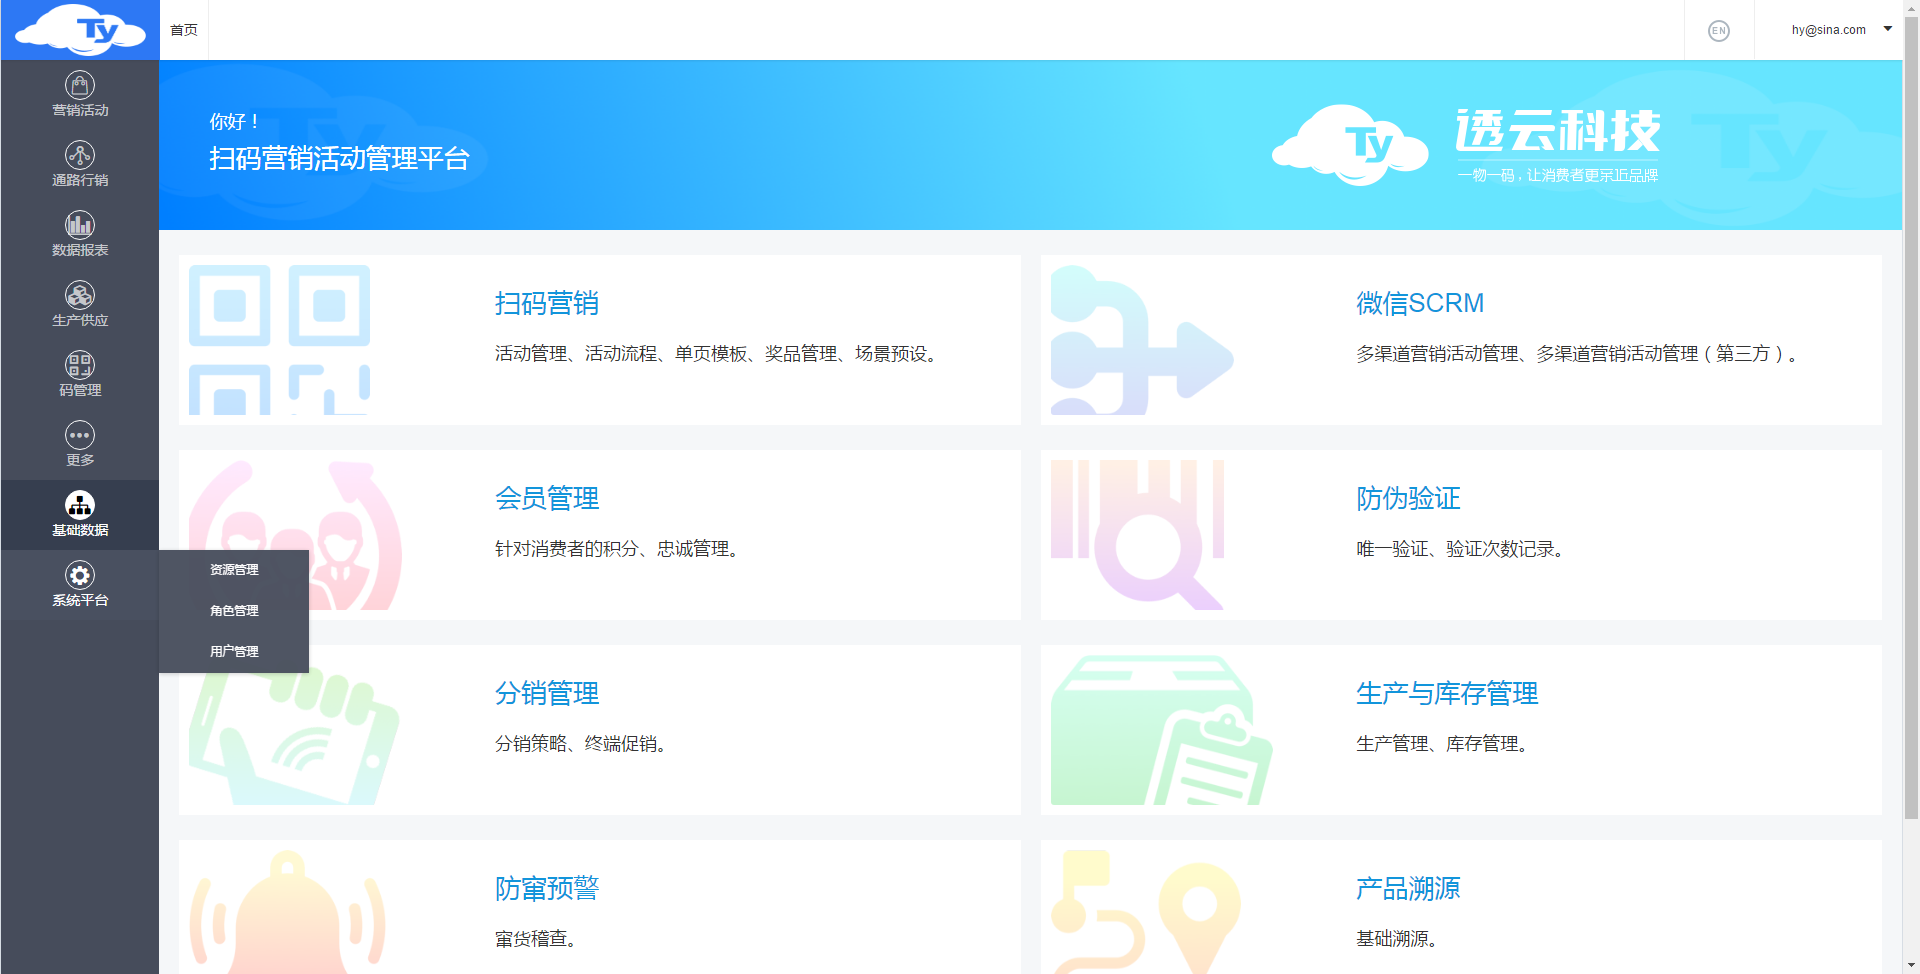 Ty
首页
EN
hy@sina.com
营销活动
通路行销
数据报表
生产供应
码管理
更多
基础数据
系统平台
资源管理
角色管理
用户管理
你好！
扫码营销活动管理平台
Ty
透云科技
一物一码，让消费者更亲近品牌
扫码营销
活动管理、活动流程、单页模板、奖品管理、场景预设。
微信SCRM
多渠道营销活动管理、多渠道营销活动管理（第三方）。
会员管理
针对消费者的积分、忠诚管理。
防伪验证
唯一验证、验证次数记录。
分销管理
分销策略、终端促销。
生产与库存管理
生产管理、库存管理。
防窜预警
窜货稽查。
产品溯源
基础溯源。